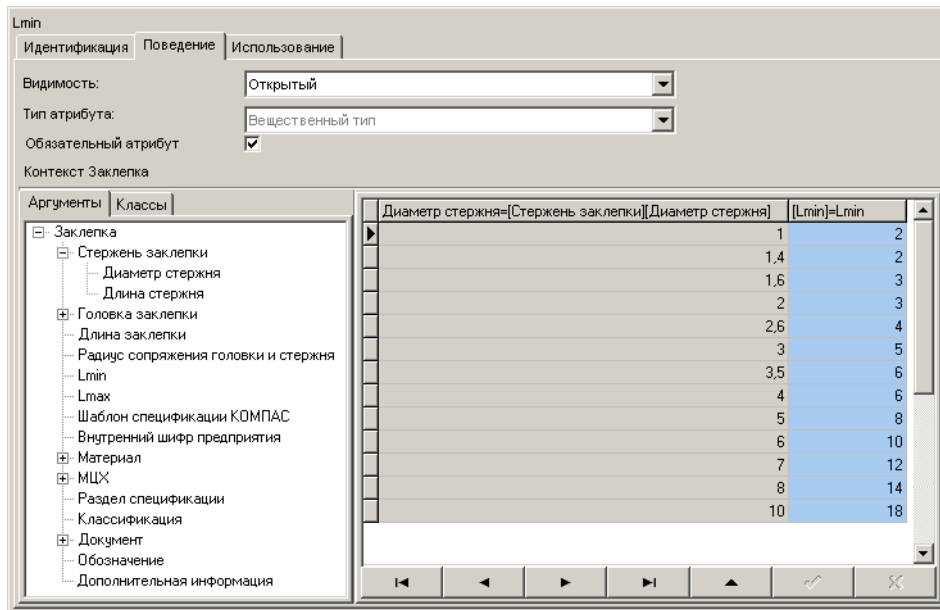 Lmin
Идентификация Поведение Использование
Видимость: Открытый
Тип атрибута: Вещественный тип
Обязательный атрибут
Контекст Заклепка
Аргументы Классы
Заклепка
Стержень заклепки
Диаметр стержня
Длина стержня
Головка заклепки
Длина заклепки
Радиус сопряжения головки и стержня
Lmin
Lmax
Шаблон спецификации КОМПАС
Внутренний шифр предприятия
Материал
МЦХ
Раздел спецификации
Классификация
Документ
Обозначение
Дополнительная информация
Диаметр стержня=[Стержень заклепки][Диаметр стержня] [Lmin]=Lmin
1 2
1,4 2
1,6 3
2 3
2,6 4
3 5
3,5 6
4 6
5 8
6 10
7 12
8 14
10 18